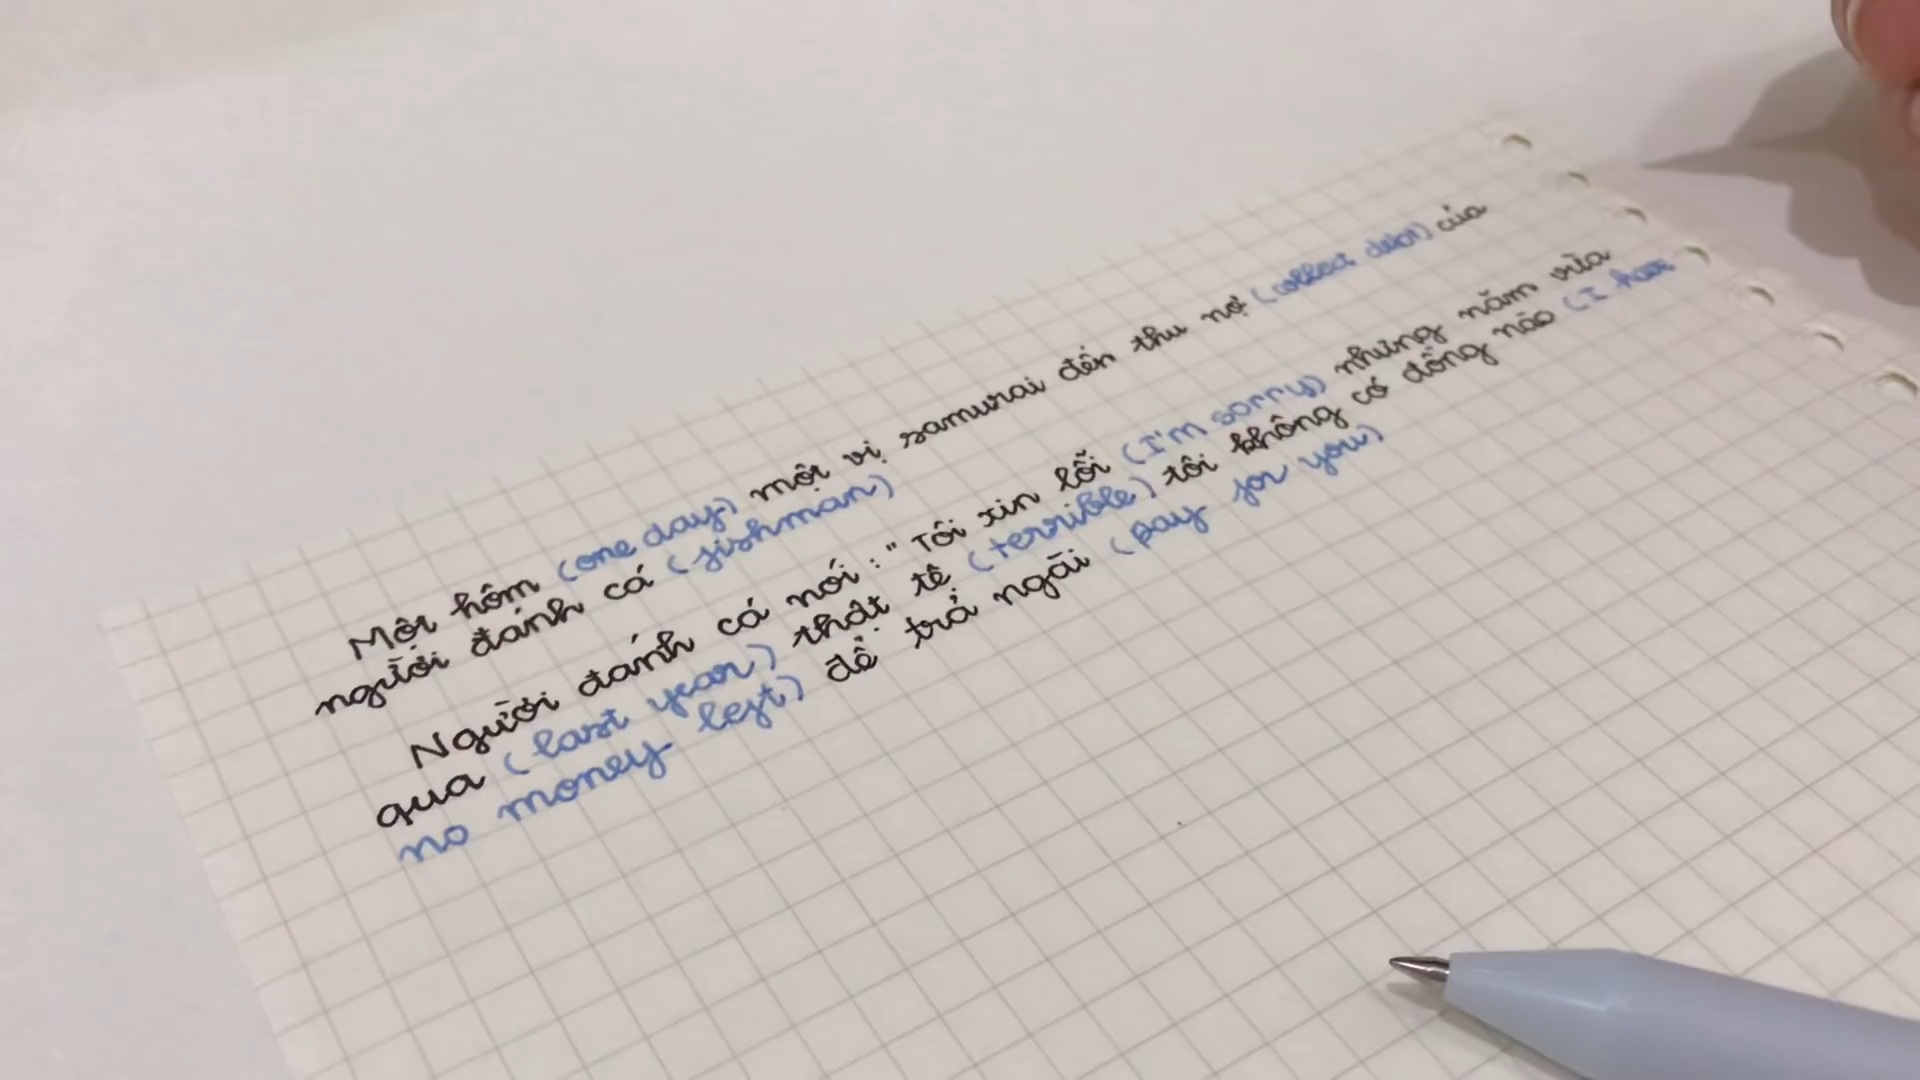 Một hôm (one day) một vị samurai đến thu nợ (collect debt) của
người đánh cá (fishman)
Người đánh cá nói : " Tôi xin lỗi (I'm sorry) nhưng năm vừa
qua (last year) thật tệ (terrible) tôi không có đồng nào (I have
no money left) để trả ngài (pay for you)